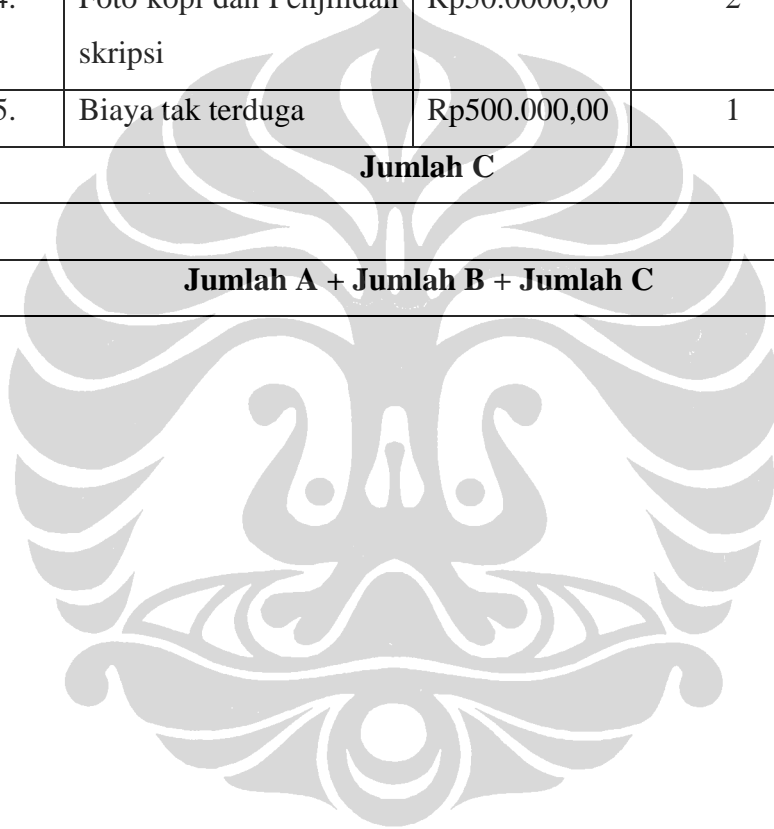 4. Foto kopi dan Penjilidan Rp50.0000,00 2
skripsi
5. Biaya tak terduga Rp500.000,00 1
Jumlah C
Jumlah A + Jumlah B + Jumlah C